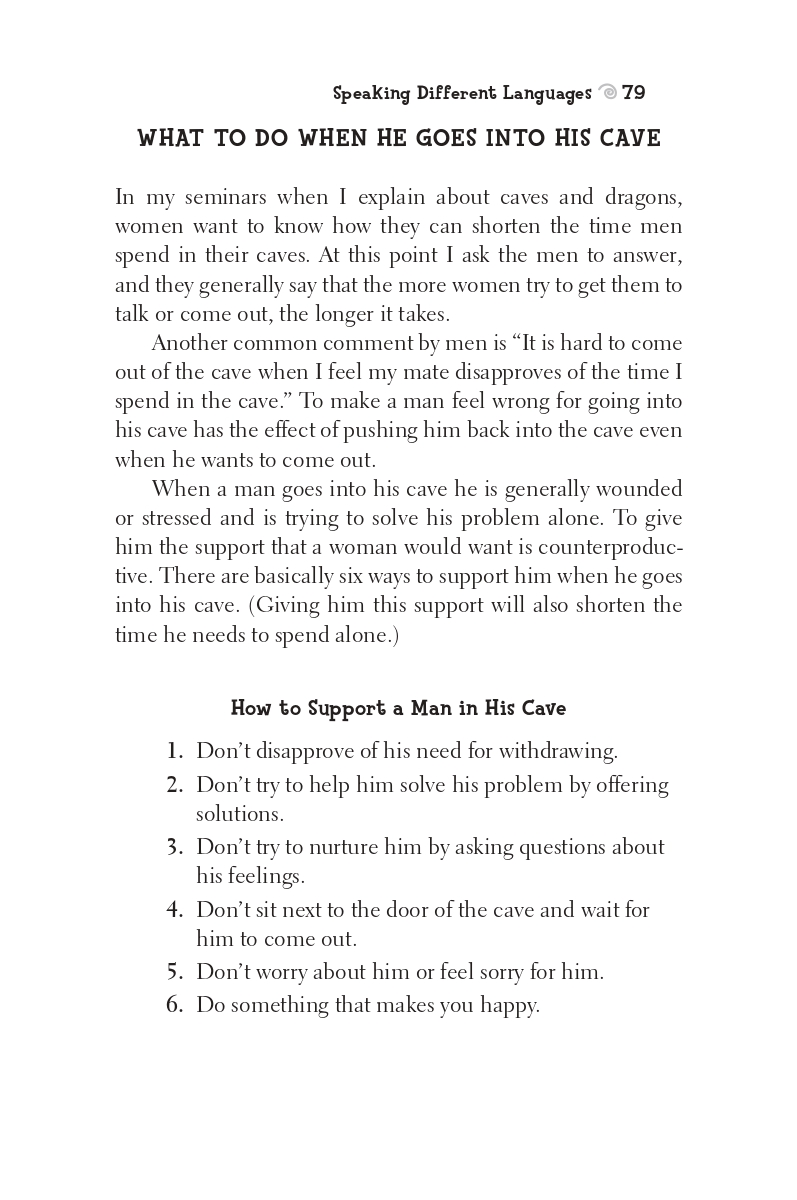 Speaking Different Languages 79
WHAT TO DO WHEN HE GOES INTO HIS CAVE
In my seminars when I explain about caves and dragons,
women want to know how they can shorten the time men
spend in their caves. At this point I ask the men to answer,
and they generally say that the more women try to get them to
talk or come out, the longer it takes.
Another common comment by men is “It is hard to come
out of the cave when I feel my mate disapproves of the time I
spend in the cave.” To make a man feel wrong for going into
his cave has the effect of pushing him back into the cave even
when he wants to come out.
When a man goes into his cave he is generally wounded
or stressed and is trying to solve his problem alone. To give
him the support that a woman would want is counterproduc-
tive. There are basically six ways to support him when he goes
into his cave. (Giving him this support will also shorten the
time he needs to spend alone.)
How to Support a Man in His Cave
1. Don’t disapprove of his need for withdrawing.
2. Don’t try to help him solve his problem by offering
solutions.
3. Don’t try to nurture him by asking questions about
his feelings.
4. Don’t sit next to the door of the cave and wait for
him to come out.
5. Don’t worry about him or feel sorry for him.
6. Do something that makes you happy.